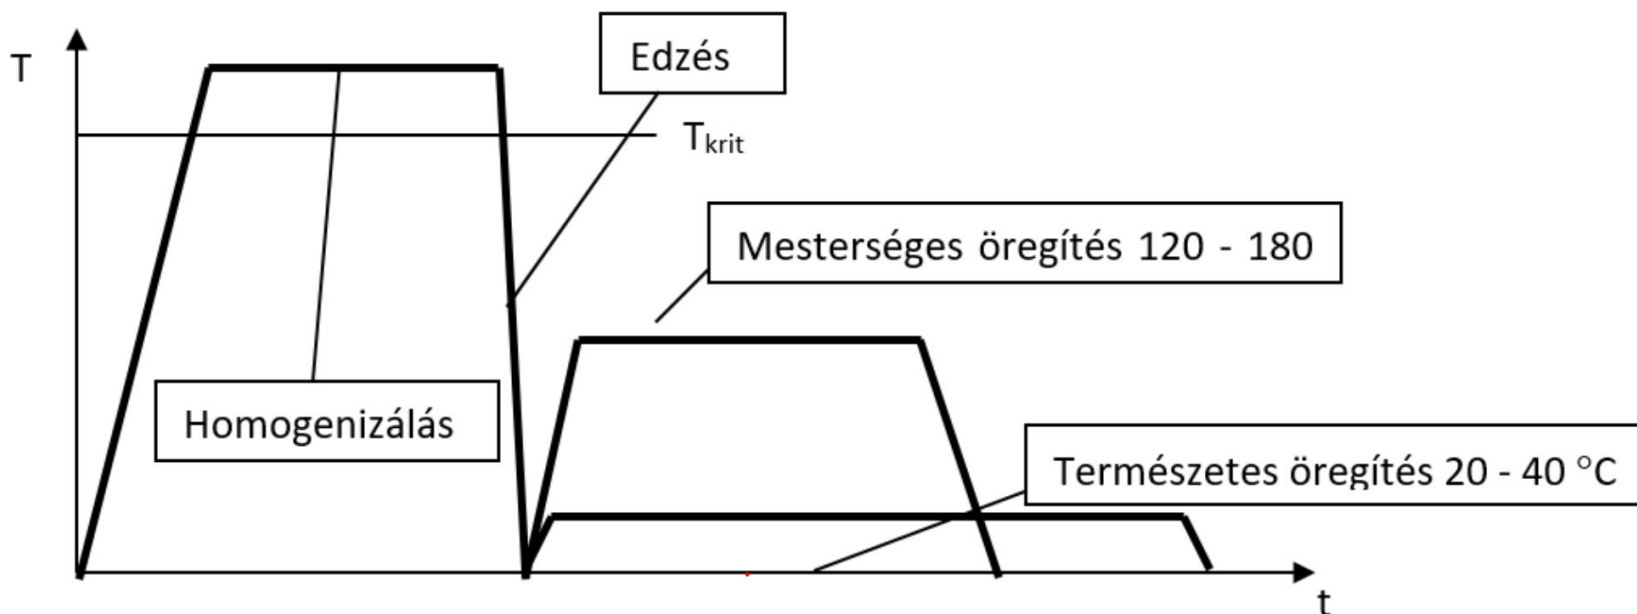 T
Edzés
Tkrit
Mesterséges öregítés 120 - 180
Homogenizálás
Természetes öregítés 20 - 40 °C
t